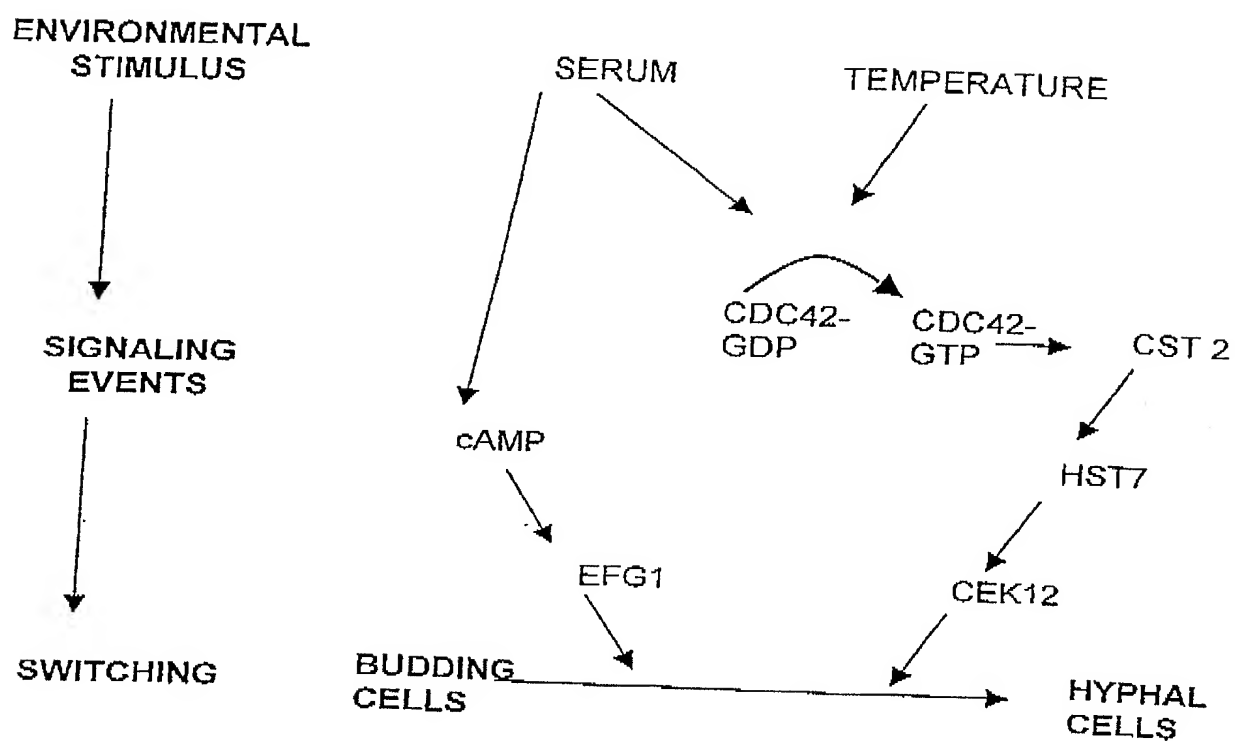 ENVIRONMENTAL
STIMULUS
SERUM
TEMPERATURE
CDC42-
GDP
CDC42-
GTP
CST 2
SIGNALING
EVENTS
cAMP
HST7
EFG1
CEK12
SWITCHING
BUDDING
CELLS
HYPHAL
CELLS